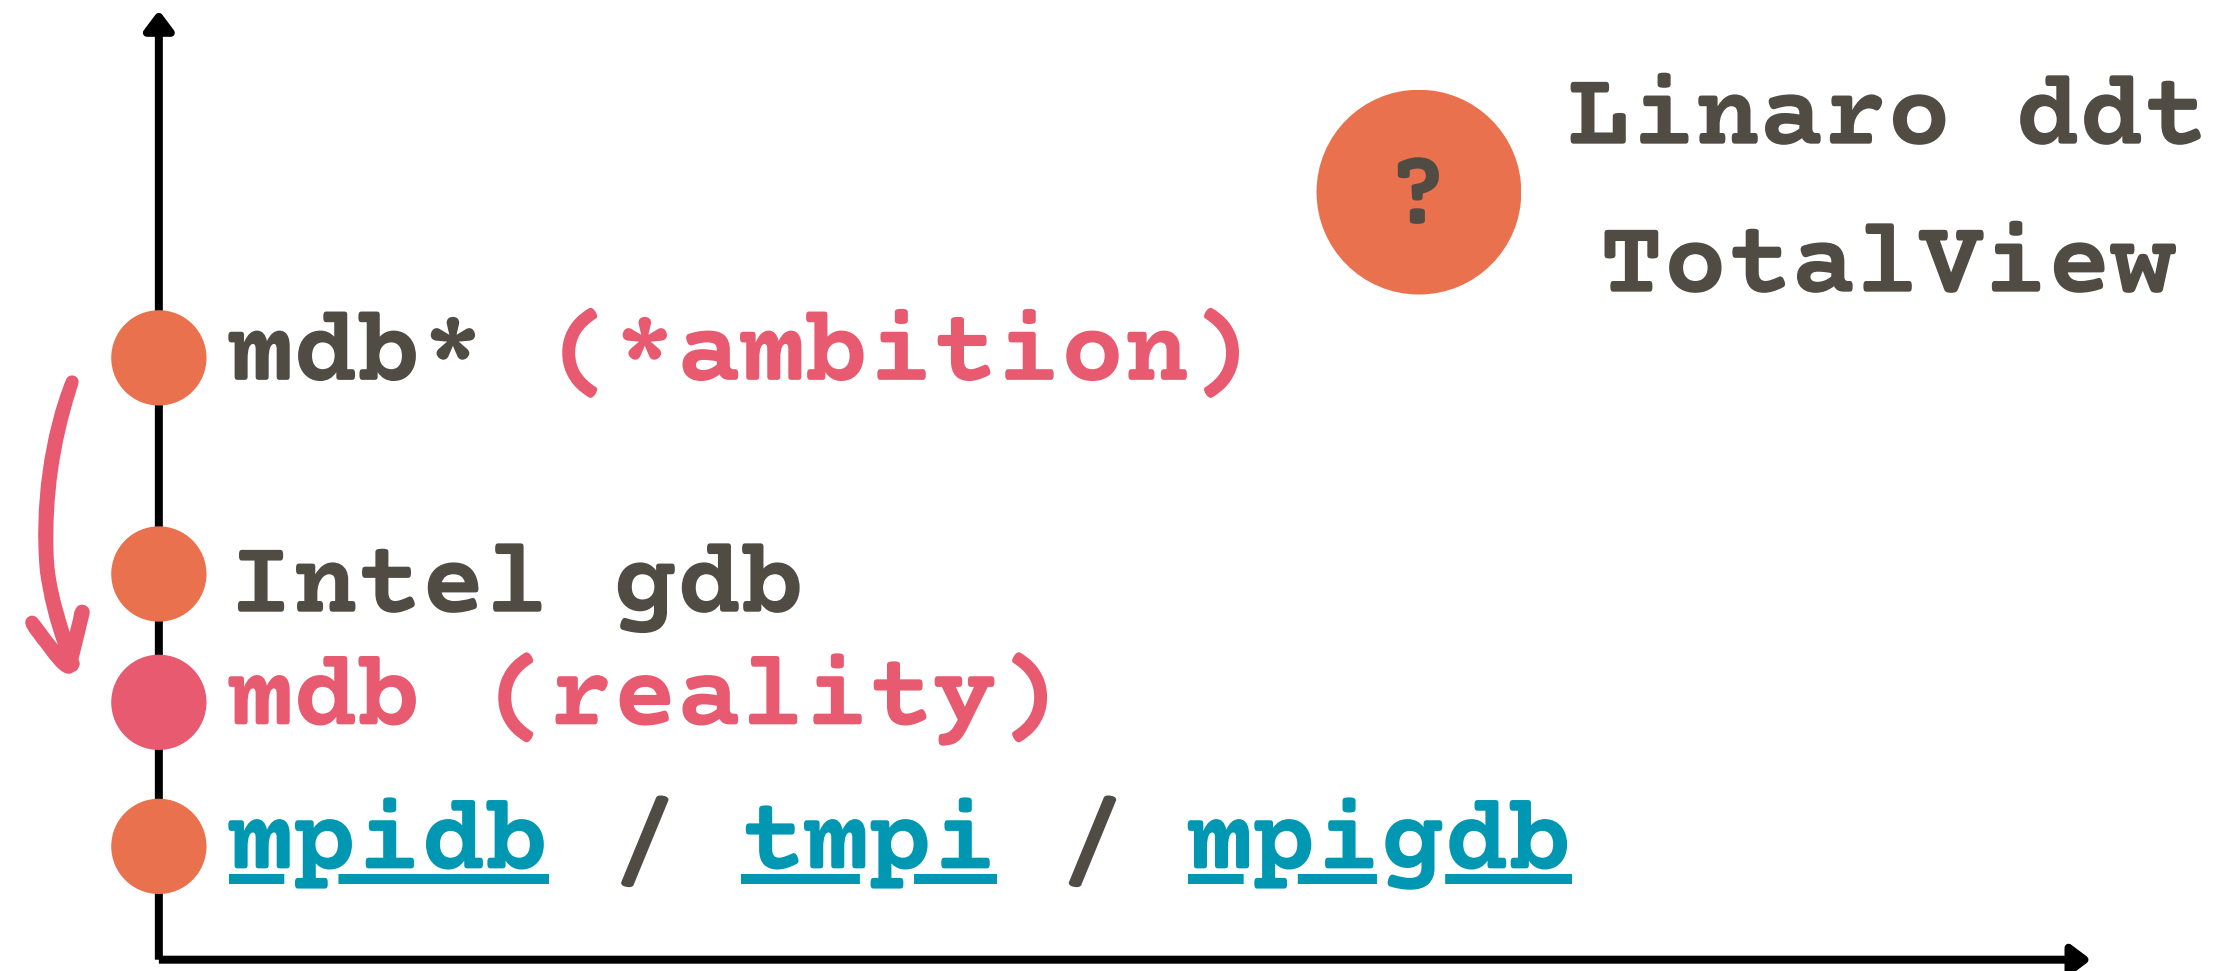 Linaro ddt
?
TotalView
mdb* (*ambition)
Intel gdb
mdb (reality)
mpidb / tmpi / mpigdb